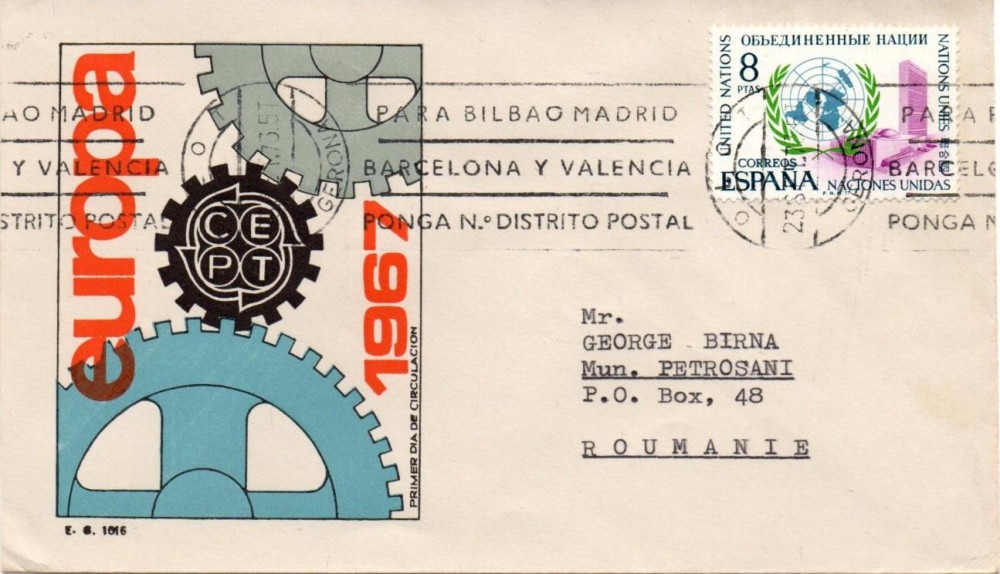 europa
1967
CEPT
PRIMER DIA DE CIRCULACION
E. G. 1016
AO MADRID
Y VALENCIA
STRITO POSTAL
GERONA
PARA BILBAO MADRID
BARCELONA Y VALENCIA
PONGA N.º DISTRITO POSTAL
GERONA
PARA
BARCELO
PONGA N
UNITED NATIONS
8
PTAS
ОБЪЕДИНЕННЫЕ НАЦИИ
NATIONS UNIES
CORREOS
ESPAÑA
NACIONES UNIDAS
Mr.
GEORGE BIRNA
Mun. PETROSANI
P.O. Box, 48
ROUMANIE